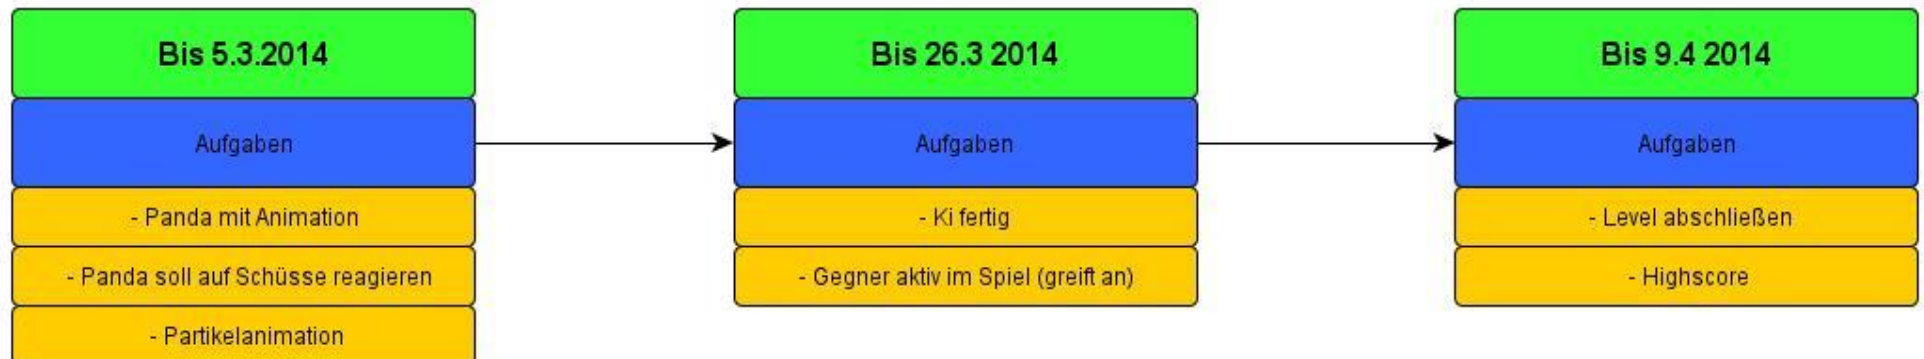 Bis 5.3.2014
Aufgaben
- Panda mit Animation
- Panda soll auf Schüsse reagieren
- Partikelanimation
Bis 26.3 2014
Aufgaben
- Ki fertig
- Gegner aktiv im Spiel (greift an)
Bis 9.4 2014
Aufgaben
- Level abschließen
- Highscore